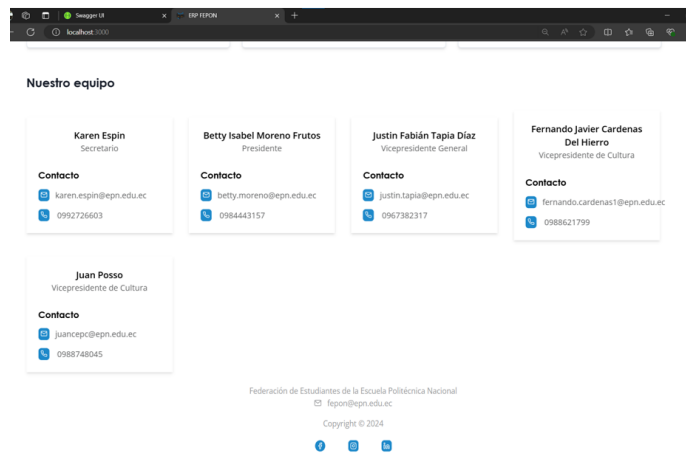 Swagger UI
ERP FEPON
localhost:3000
Nuestro equipo
Karen Espin
Secretario
Contacto
karen.espin@epn.edu.ec
0992726603
Betty Isabel Moreno Frutos
Presidente
Contacto
betty.moreno@epn.edu.ec
0984443157
Justin Fabián Tapia Díaz
Vicepresidente General
Contacto
justin.tapia@epn.edu.ec
0967382317
Fernando Javier Cardenas
Del Hierro
Vicepresidente de Cultura
Contacto
fernando.cardenas1@epn.edu.ec
0988621799
Juan Posso
Vicepresidente de Cultura
Contacto
juancepc@epn.edu.ec
0988748045
Federación de Estudiantes de la Escuela Politécnica Nacional
fepon@epn.edu.ec
Copyright © 2024